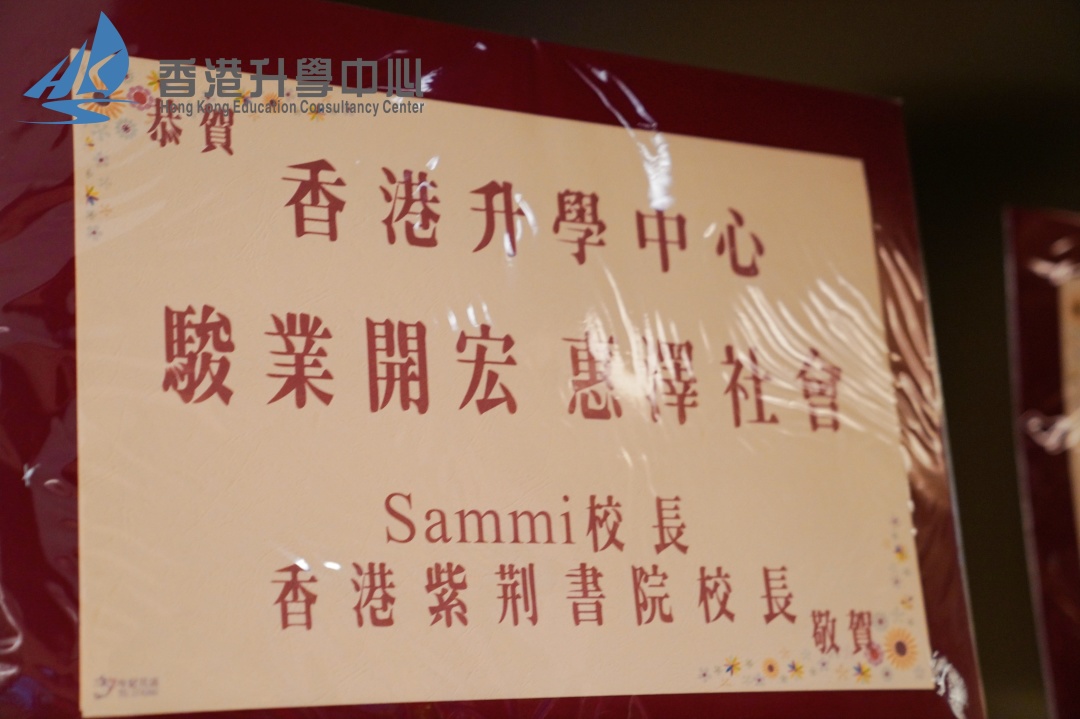 香港升學中心
Hong Kong Education Consultancy Center
恭賀
香港升學中心
駿業開宏 惠澤社會
Sammi校長
香港紫荆書院校長
敬賀